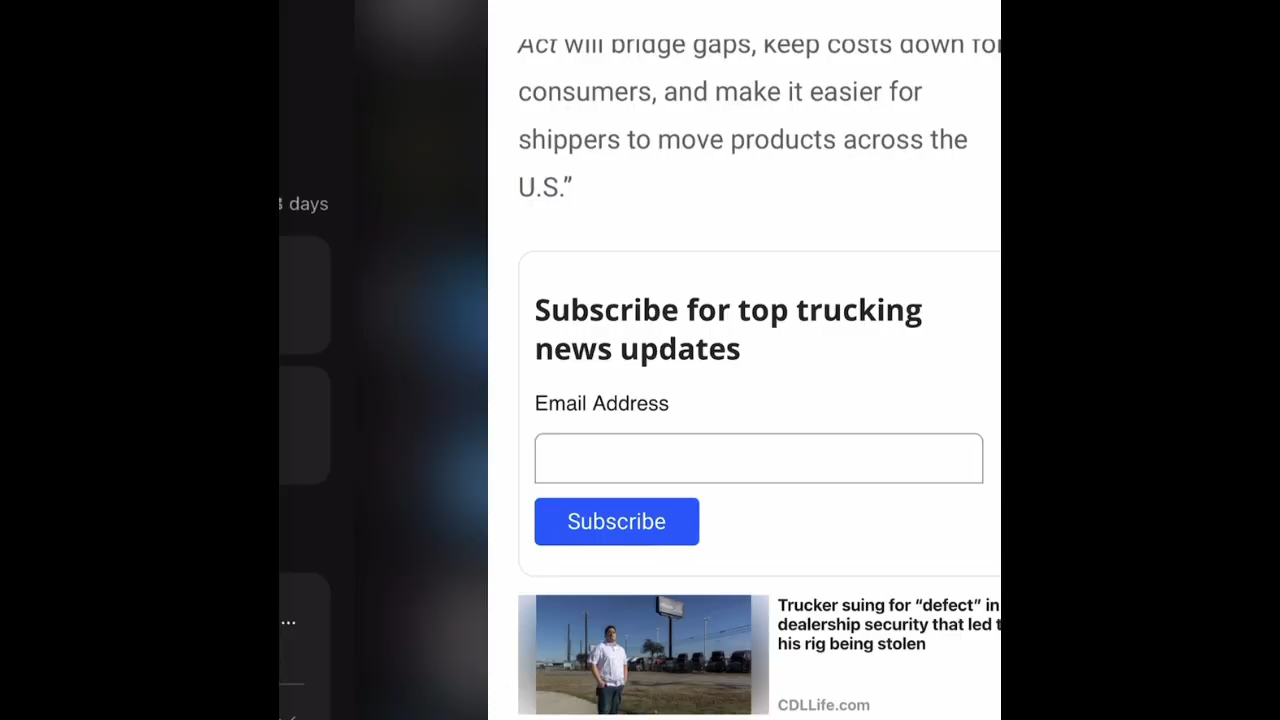 Act will bridge gaps, keep costs down for
consumers, and make it easier for
shippers to move products across the
U.S.”
days
Subscribe for top trucking
news updates
Email Address
Subscribe
Trucker suing for “defect” in
dealership security that led
his rig being stolen
CDLLife.com
...